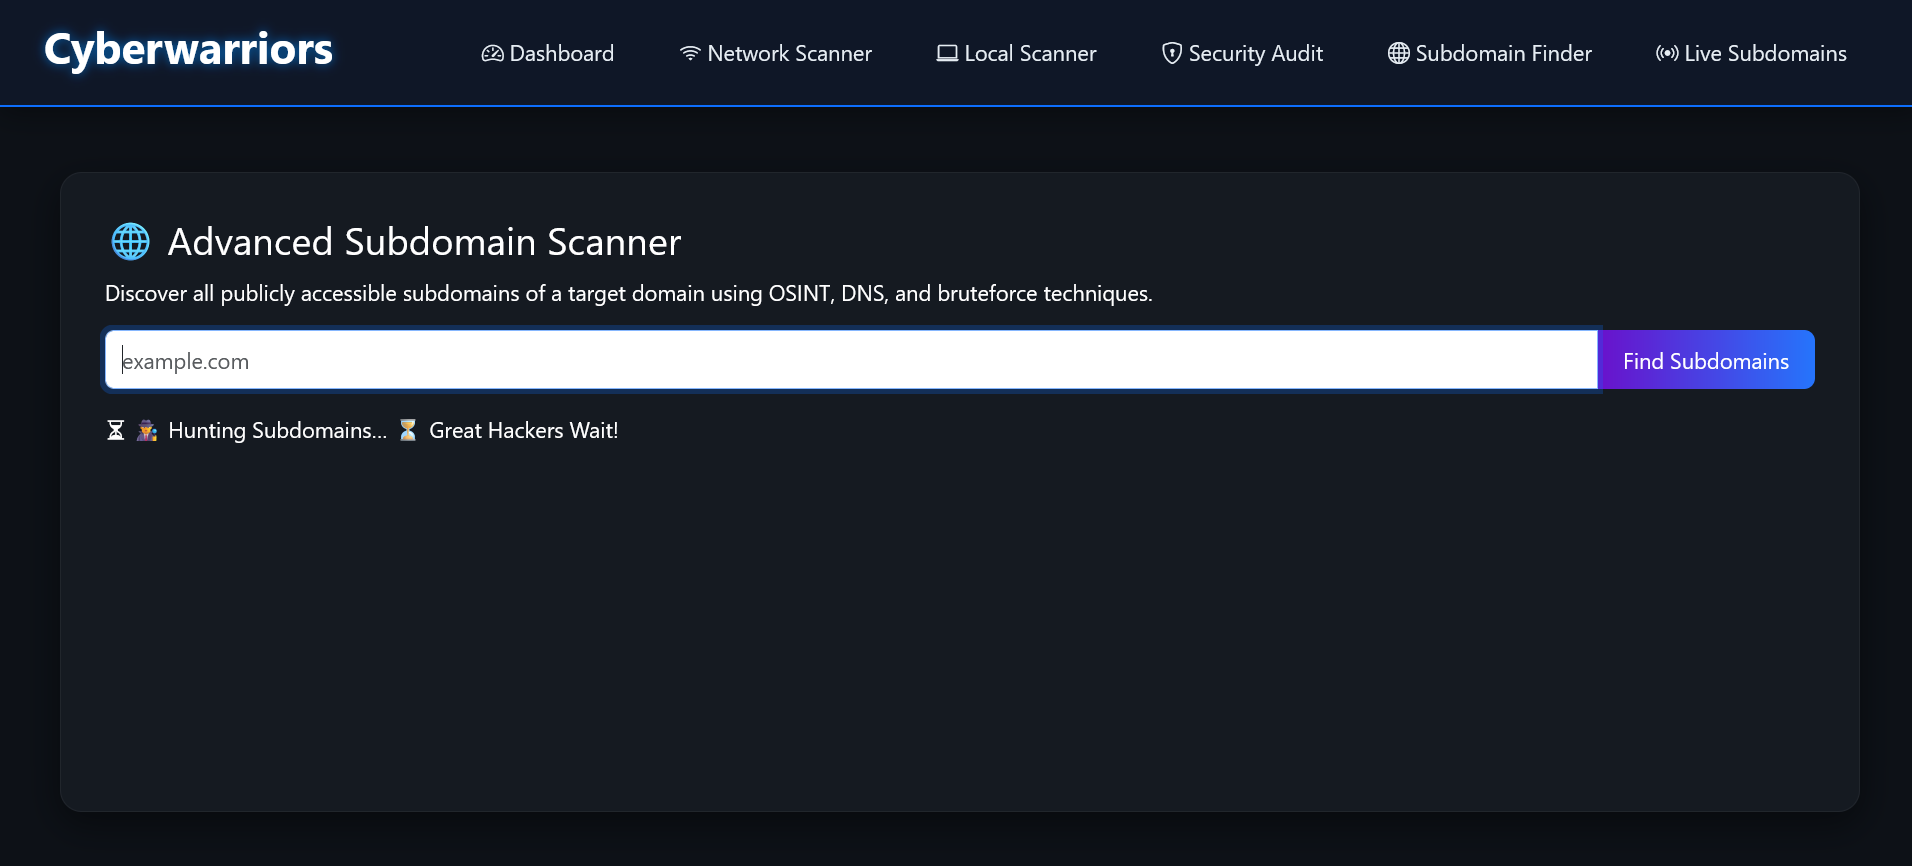 Cyberwarriors
Dashboard
Network Scanner
Local Scanner
Security Audit
Subdomain Finder
Live Subdomains
Advanced Subdomain Scanner
Discover all publicly accessible subdomains of a target domain using OSINT, DNS, and bruteforce techniques.
example.com
Find Subdomains
Hunting Subdomains... Great Hackers Wait!